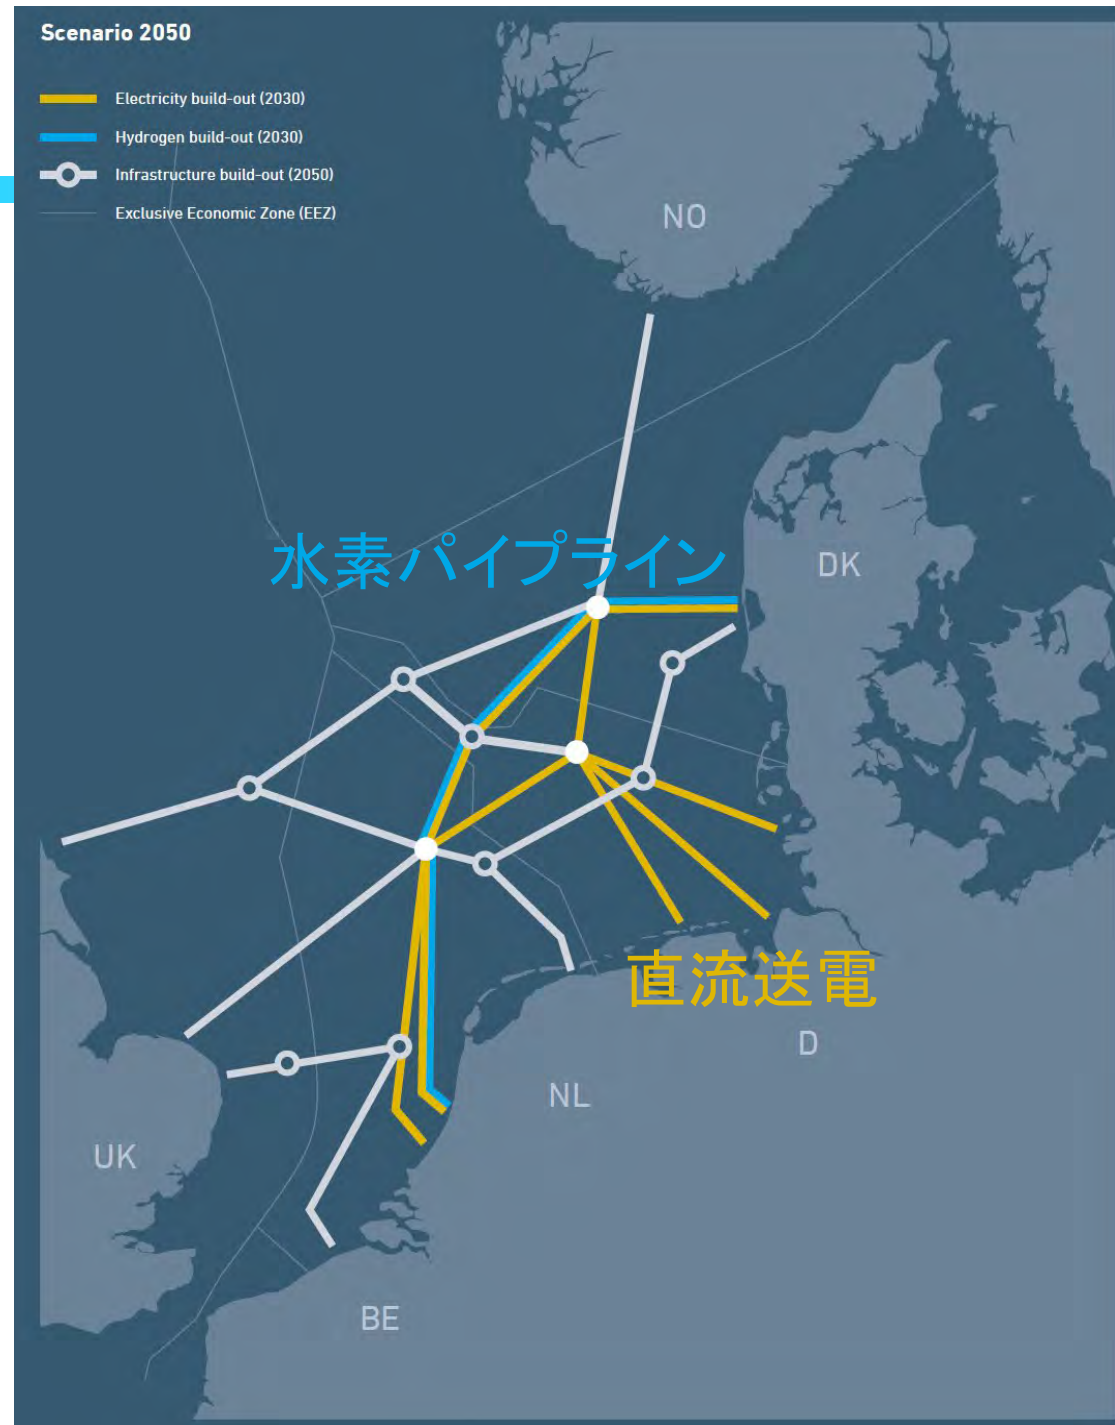 Scenario 2050
Electricity build-out (2030)
Hydrogen build-out (2030)
Infrastructure build-out (2050)
Exclusive Economic Zone (EEZ)
NO
水素パイプライン
DK
直流送電
D
NL
UK
BE